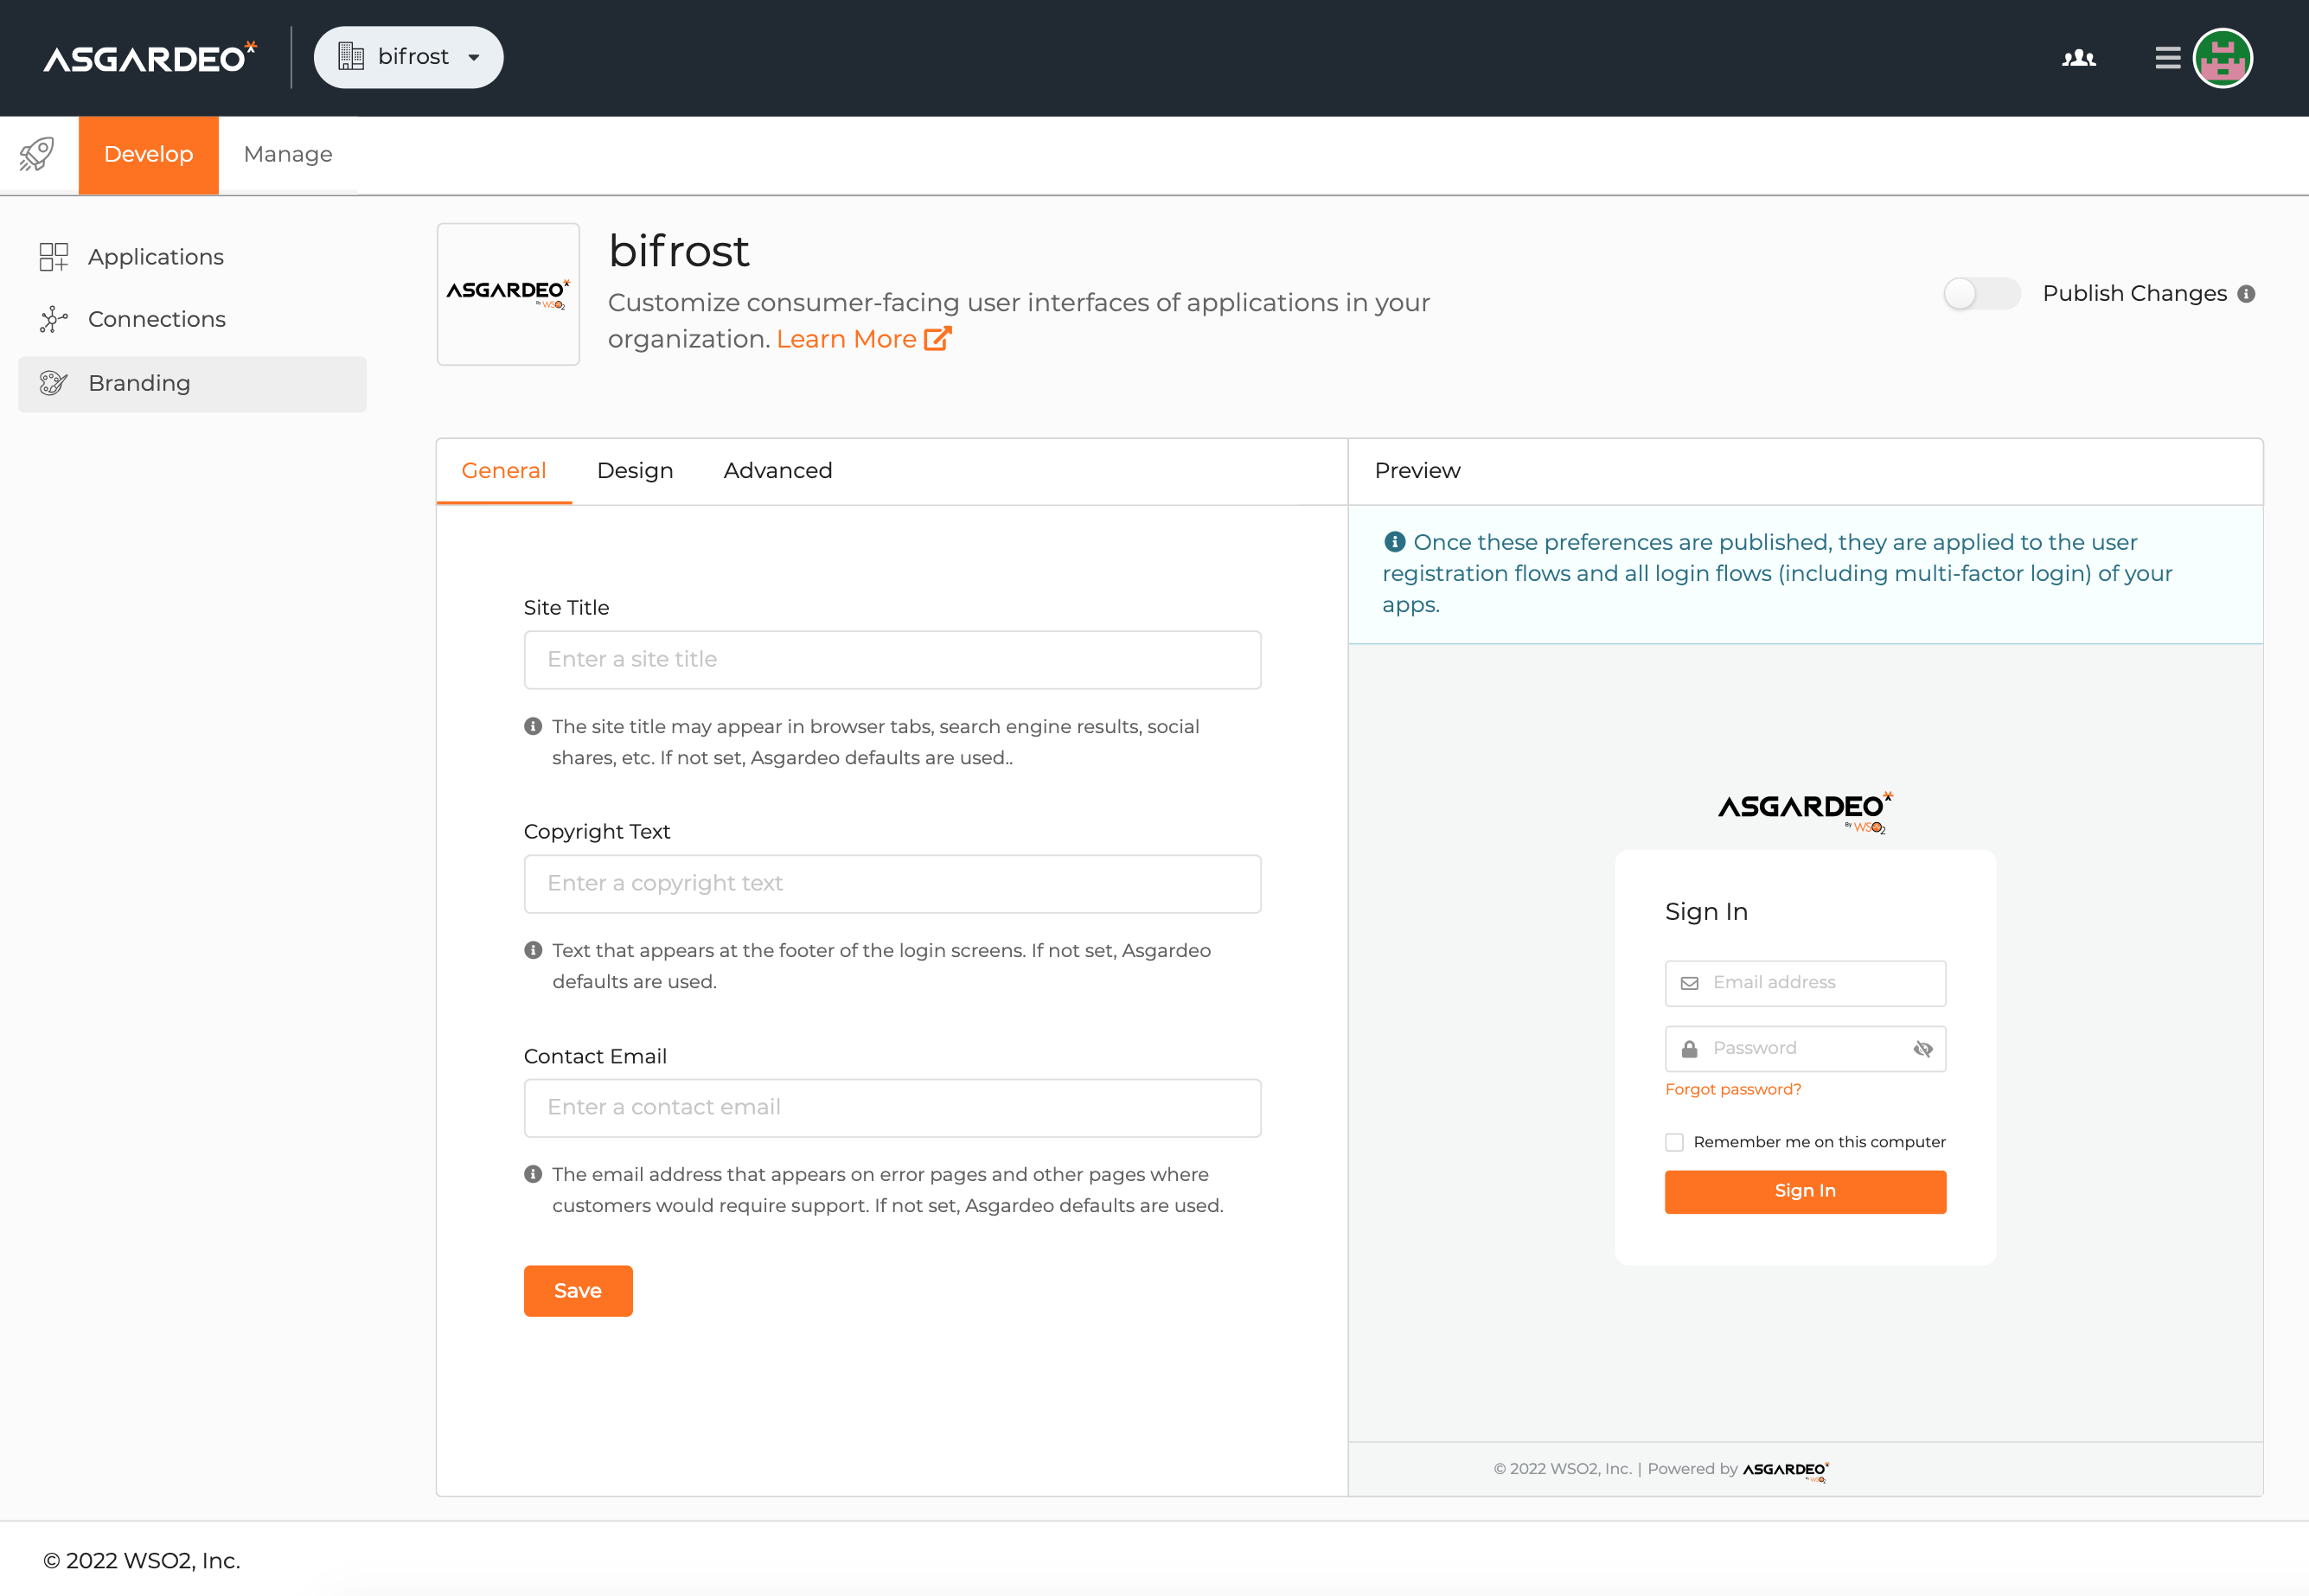 ASGARDEO
bifrost
Develop
Manage
Applications
Connections
Branding
ASGARDEO
By WSO2
bifrost
Customize consumer-facing user interfaces of applications in your
organization. Learn More
Publish Changes
General
Design
Advanced
Site Title
Enter a site title
The site title may appear in browser tabs, search engine results, social
shares, etc. If not set, Asgardeo defaults are used..
Copyright Text
Enter a copyright text
Text that appears at the footer of the login screens. If not set, Asgardeo
defaults are used.
Contact Email
Enter a contact email
The email address that appears on error pages and other pages where
customers would require support. If not set, Asgardeo defaults are used.
Save
Preview
Once these preferences are published, they are applied to the user
registration flows and all login flows (including multi-factor login) of your
apps.
ASGARDEO
By WSO2
Sign In
Email address
Password
Forgot password?
Remember me on this computer
Sign In
© 2022 WSO2, Inc. | Powered by ASGARDEO
By WSO2
© 2022 WSO2, Inc.